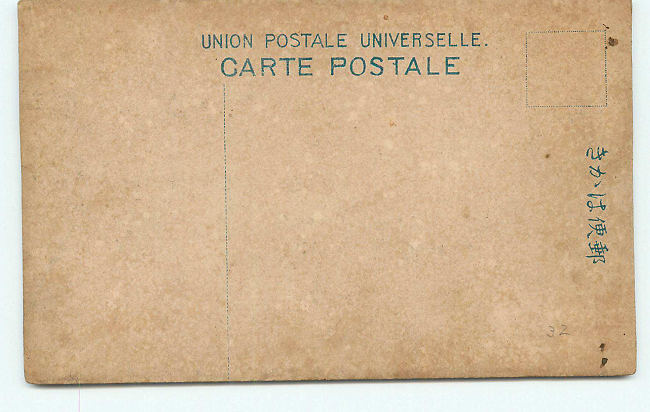 UNION POSTALE UNIVERSELLE.
CARTE POSTALE
きかは便郵
32